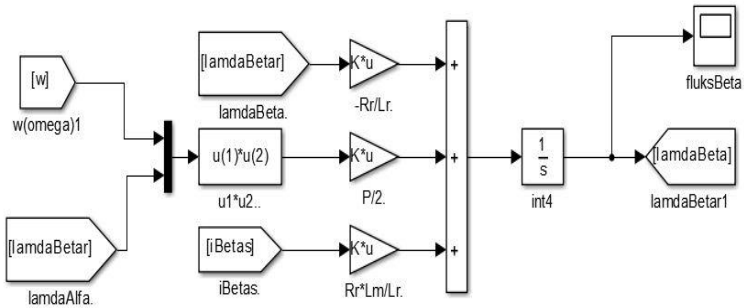 [lamdaBetar]
K*u
+
lamdaBeta.
-Rr/Lr.
fluksBeta
[w]
w(omega)1
u(1)*u(2)
K*u
+
1
s
[lamdaBeta]
u1*u2..
P/2.
int4
lamdaBetar1
[lamdaBetar]
[iBetas]
K*u
+
lamdaAlfa.
iBetas.
Rr*Lm/Lr.